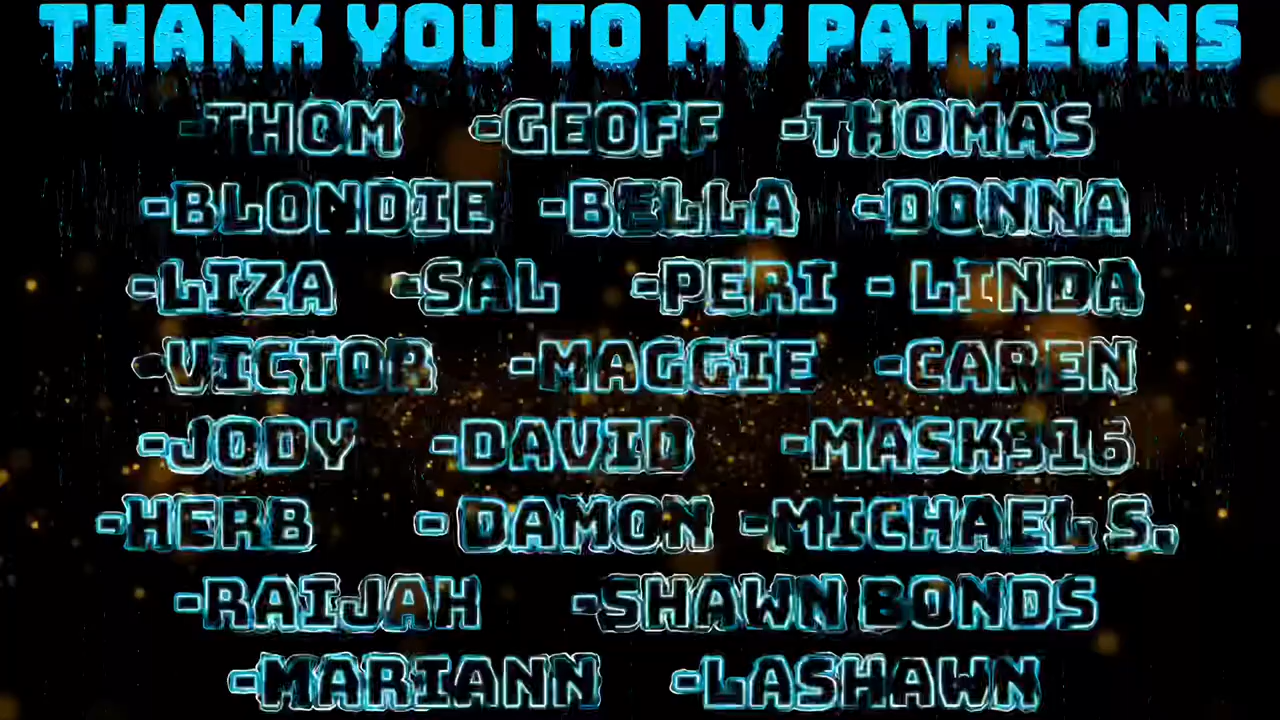 THANK YOU TO MY PATREONS
-THOM -GEOFF -THOMAS
-BLONDIE -BELLA -DONNA
-LIZA -SAL -PERI - LINDA
-VICTOR -MAGGIE -CAREN
-JODY -DAVID -MASK316
-HERB - DAMON -MICHAEL S.
-RAIJAH -SHAWN BONDS
-MARIANN -LASHAWN